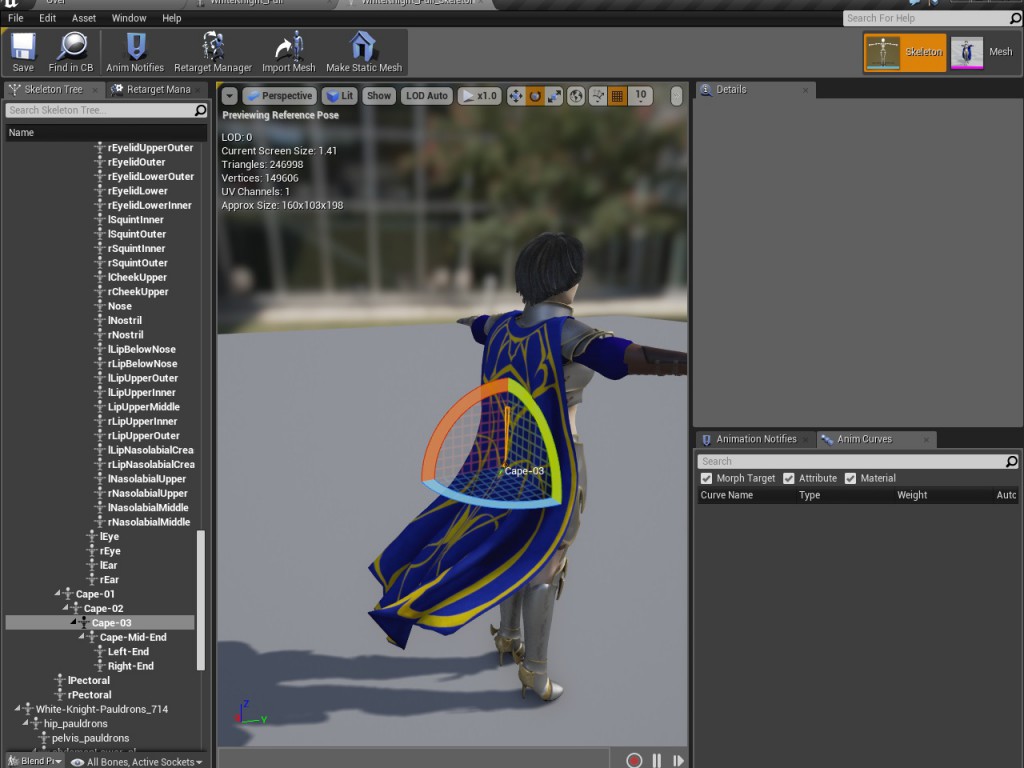 Over
WhiteKnight_Full
WhiteKnight_Full_Skeleton
File Edit Asset Window Help
Search For Help
Save Find in CB Anim Notifies Retarget Manager Import Mesh Make Static Mesh
Skeleton Mesh
Skeleton Tree Retarget Mana
Search Skeleton Tree...
Name
rEyelidUpperOuter
rEyelidOuter
rEyelidLowerOuter
rEyelidLower
rEyelidLowerInner
lSquintInner
lSquintOuter
rSquintInner
rSquintOuter
lCheekUpper
rCheekUpper
Nose
lNostril
rNostril
lLipBelowNose
rLipBelowNose
lLipUpperOuter
lLipUpperInner
LipUpperMiddle
rLipUpperInner
rLipUpperOuter
lLipNasolabialCrea
rLipNasolabialCrea
lNasolabialUpper
rNasolabialUpper
lNasolabialMiddle
rNasolabialMiddle
lEye
rEye
lEar
rEar
Cape-01
Cape-02
Cape-03
Cape-Mid-End
Left-End
Right-End
lPectoral
rPectoral
White-Knight-Pauldrons_714
hip_pauldrons
pelvis_pauldrons
Blend Pr All Bones, Active Sockets
Perspective Lit Show LOD Auto x1.0 10
Previewing Reference Pose
LOD: 0
Current Screen Size: 1.41
Triangles: 246998
Vertices: 149606
UV Channels: 1
Approx Size: 160x103x198
Cape-03
Z
Y
Details
Animation Notifies Anim Curves
Search
Morph Target Attribute Material
Curve Name Type Weight Auto